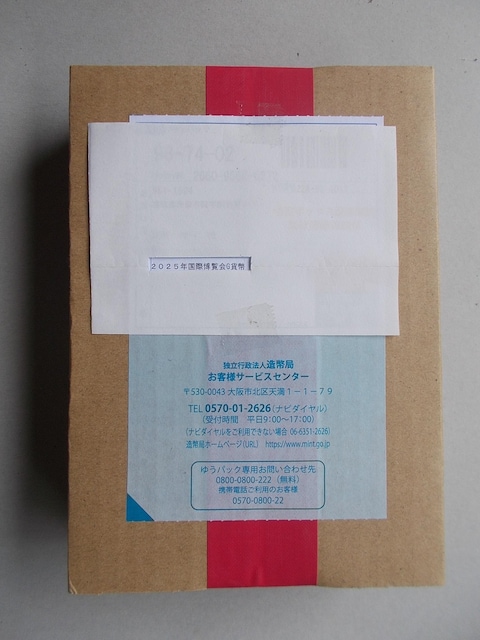 ２０２５年国際博覧会G貨幣
独立行政法人造幣局
お客様サービスセンター
〒530-0043 大阪市北区天満１－１－７９
TEL 0570-01-2626(ナビダイヤル)
(受付時間 平日9:00～17:00)
(ナビダイヤルをご利用できない場合 06-6351-2626)
造幣局ホームページ(URL) https://www.mint.go.jp
ゆうパック専用お問い合わせ先
0800-0800-222（無料）
携帯電話ご利用のお客様
0570-0800-22